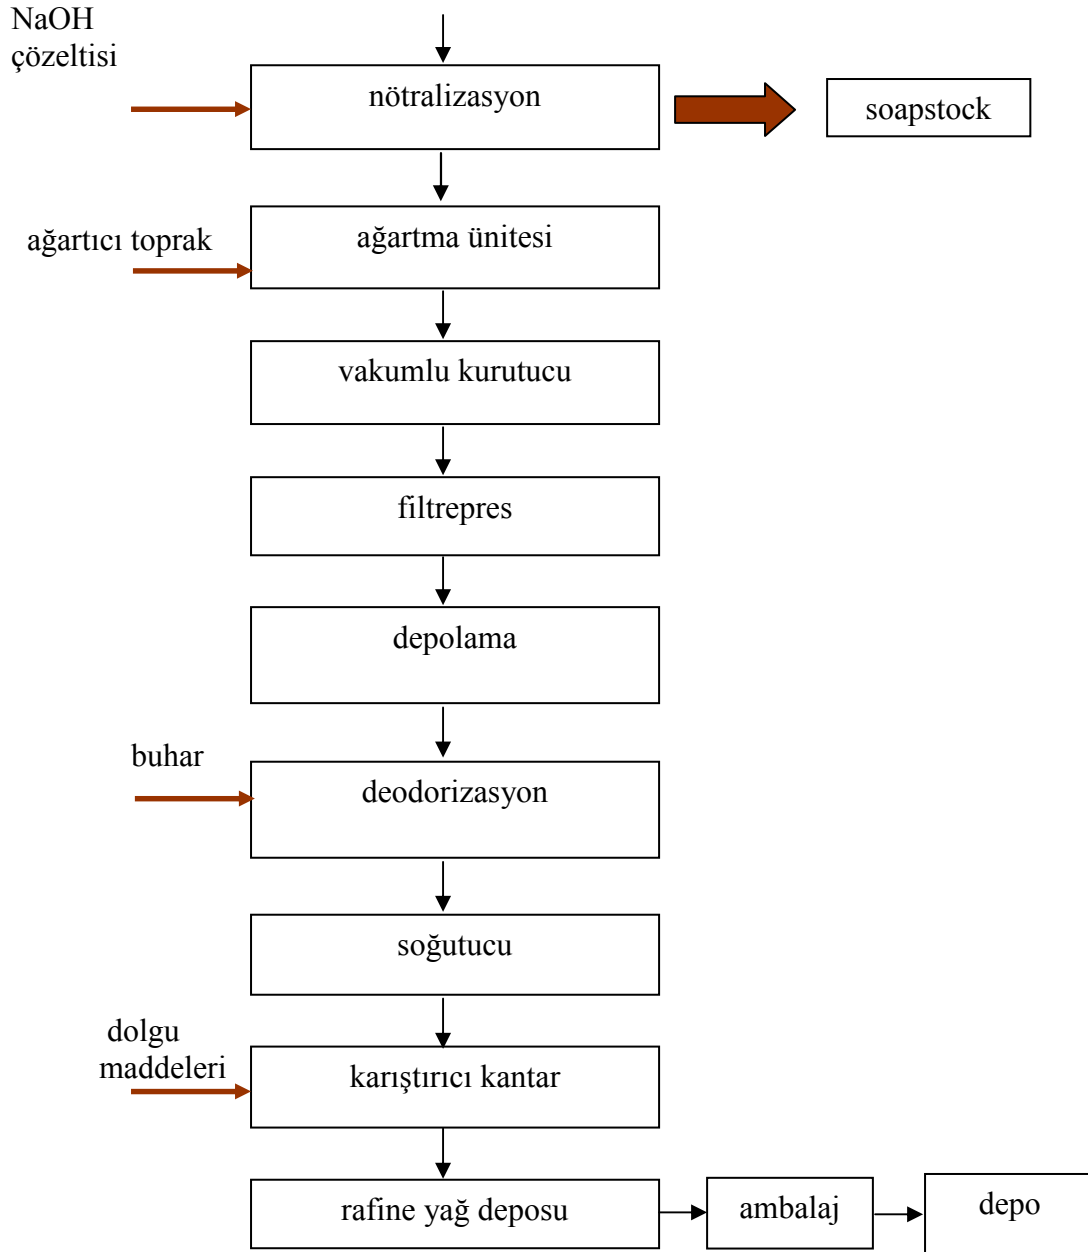 NaOH
çözeltisi
nötralizasyon
soapstock
ağartıcı toprak
ağartma ünitesi
vakumlu kurutucu
filtrepres
depolama
buhar
deodorizasyon
soğutucu
dolgu
maddeleri
karıştırıcı kantar
rafine yağ deposu
ambalaj
depo